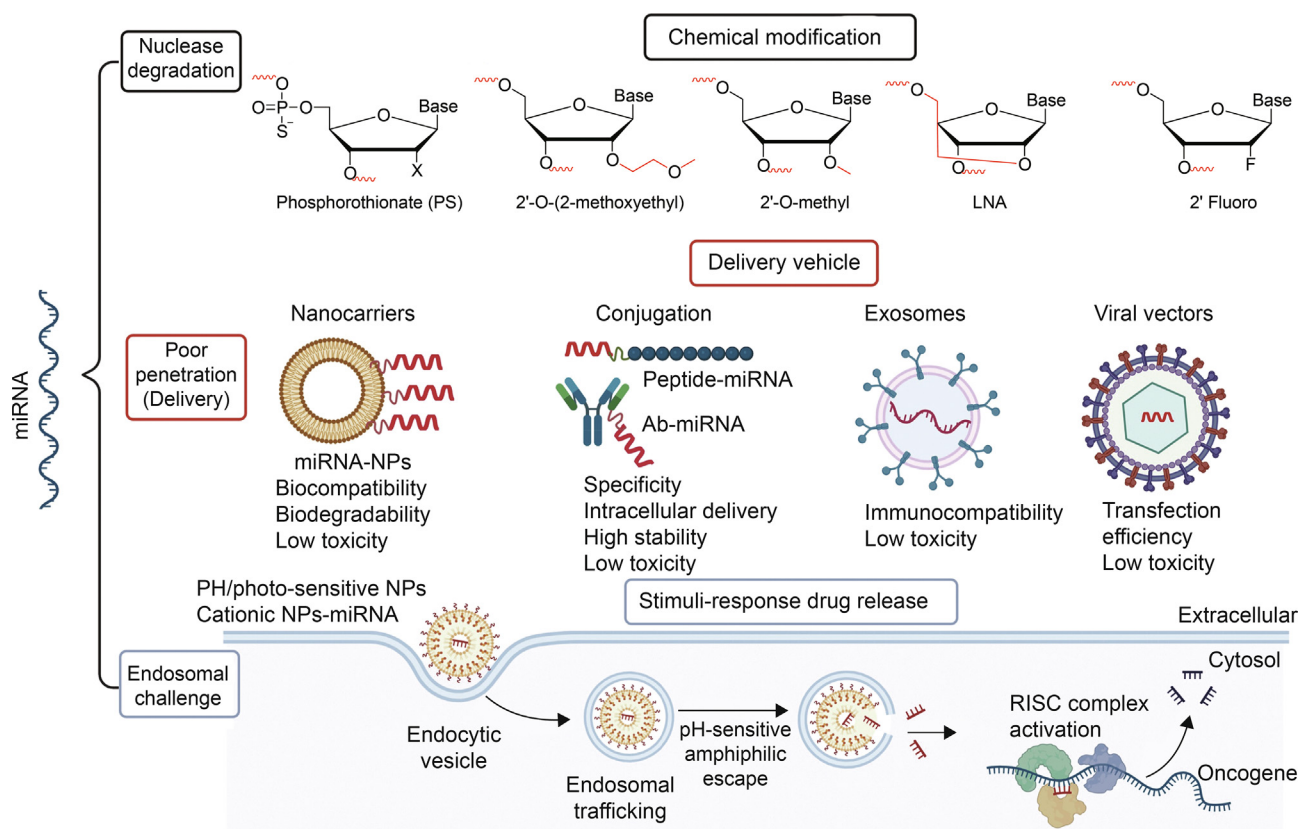 Nuclease
degradation
Chemical modification
O
O=P
O
S⁻
O
Base
O
X
Phosphorothionate (PS)
O
O
Base
O
O
O
2'-O-(2-methoxyethyl)
O
O
Base
O
O
2'-O-methyl
O
O
Base
O
O
LNA
O
O
Base
O
F
2' Fluoro
Delivery vehicle
miRNA
Poor
penetration
(Delivery)
Nanocarriers
miRNA-NPs
Biocompatibility
Biodegradability
Low toxicity
Conjugation
Peptide-miRNA
Ab-miRNA
Specificity
Intracellular delivery
High stability
Low toxicity
Exosomes
Immunocompatibility
Low toxicity
Viral vectors
Transfection
efficiency
Low toxicity
PH/photo-sensitive NPs
Cationic NPs-miRNA
Stimuli-response drug release
Extracellular
Endosomal
challenge
Endocytic
vesicle
Endosomal
trafficking
pH-sensitive
amphiphilic
escape
RISC complex
activation
Cytosol
Oncogene